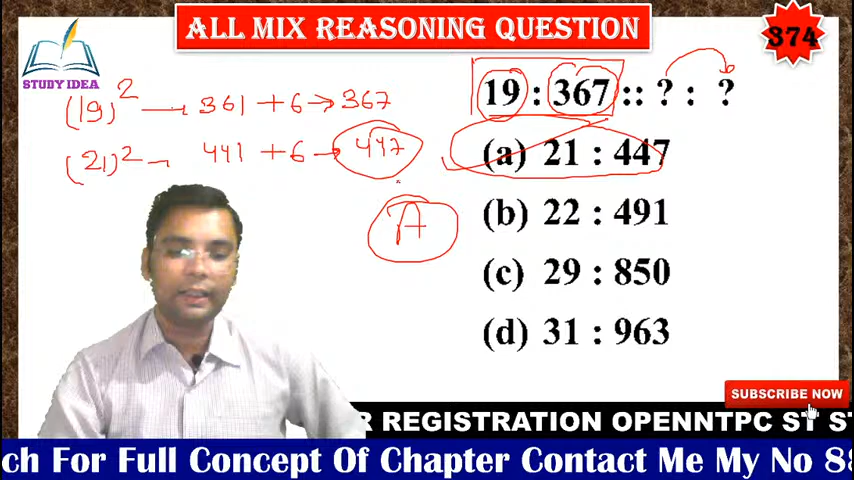 ALL MIX REASONING QUESTION
374
STUDY IDEA
(19)² → 361 + 6 → 367
(21)² → 441 + 6 → 447
A
19 : 367 :: ? : ?
(a) 21 : 447
(b) 22 : 491
(c) 29 : 850
(d) 31 : 963
SUBSCRIBE NOW
R REGISTRATION OPENNTPC ST S
ch For Full Concept Of Chapter Contact Me My No 88